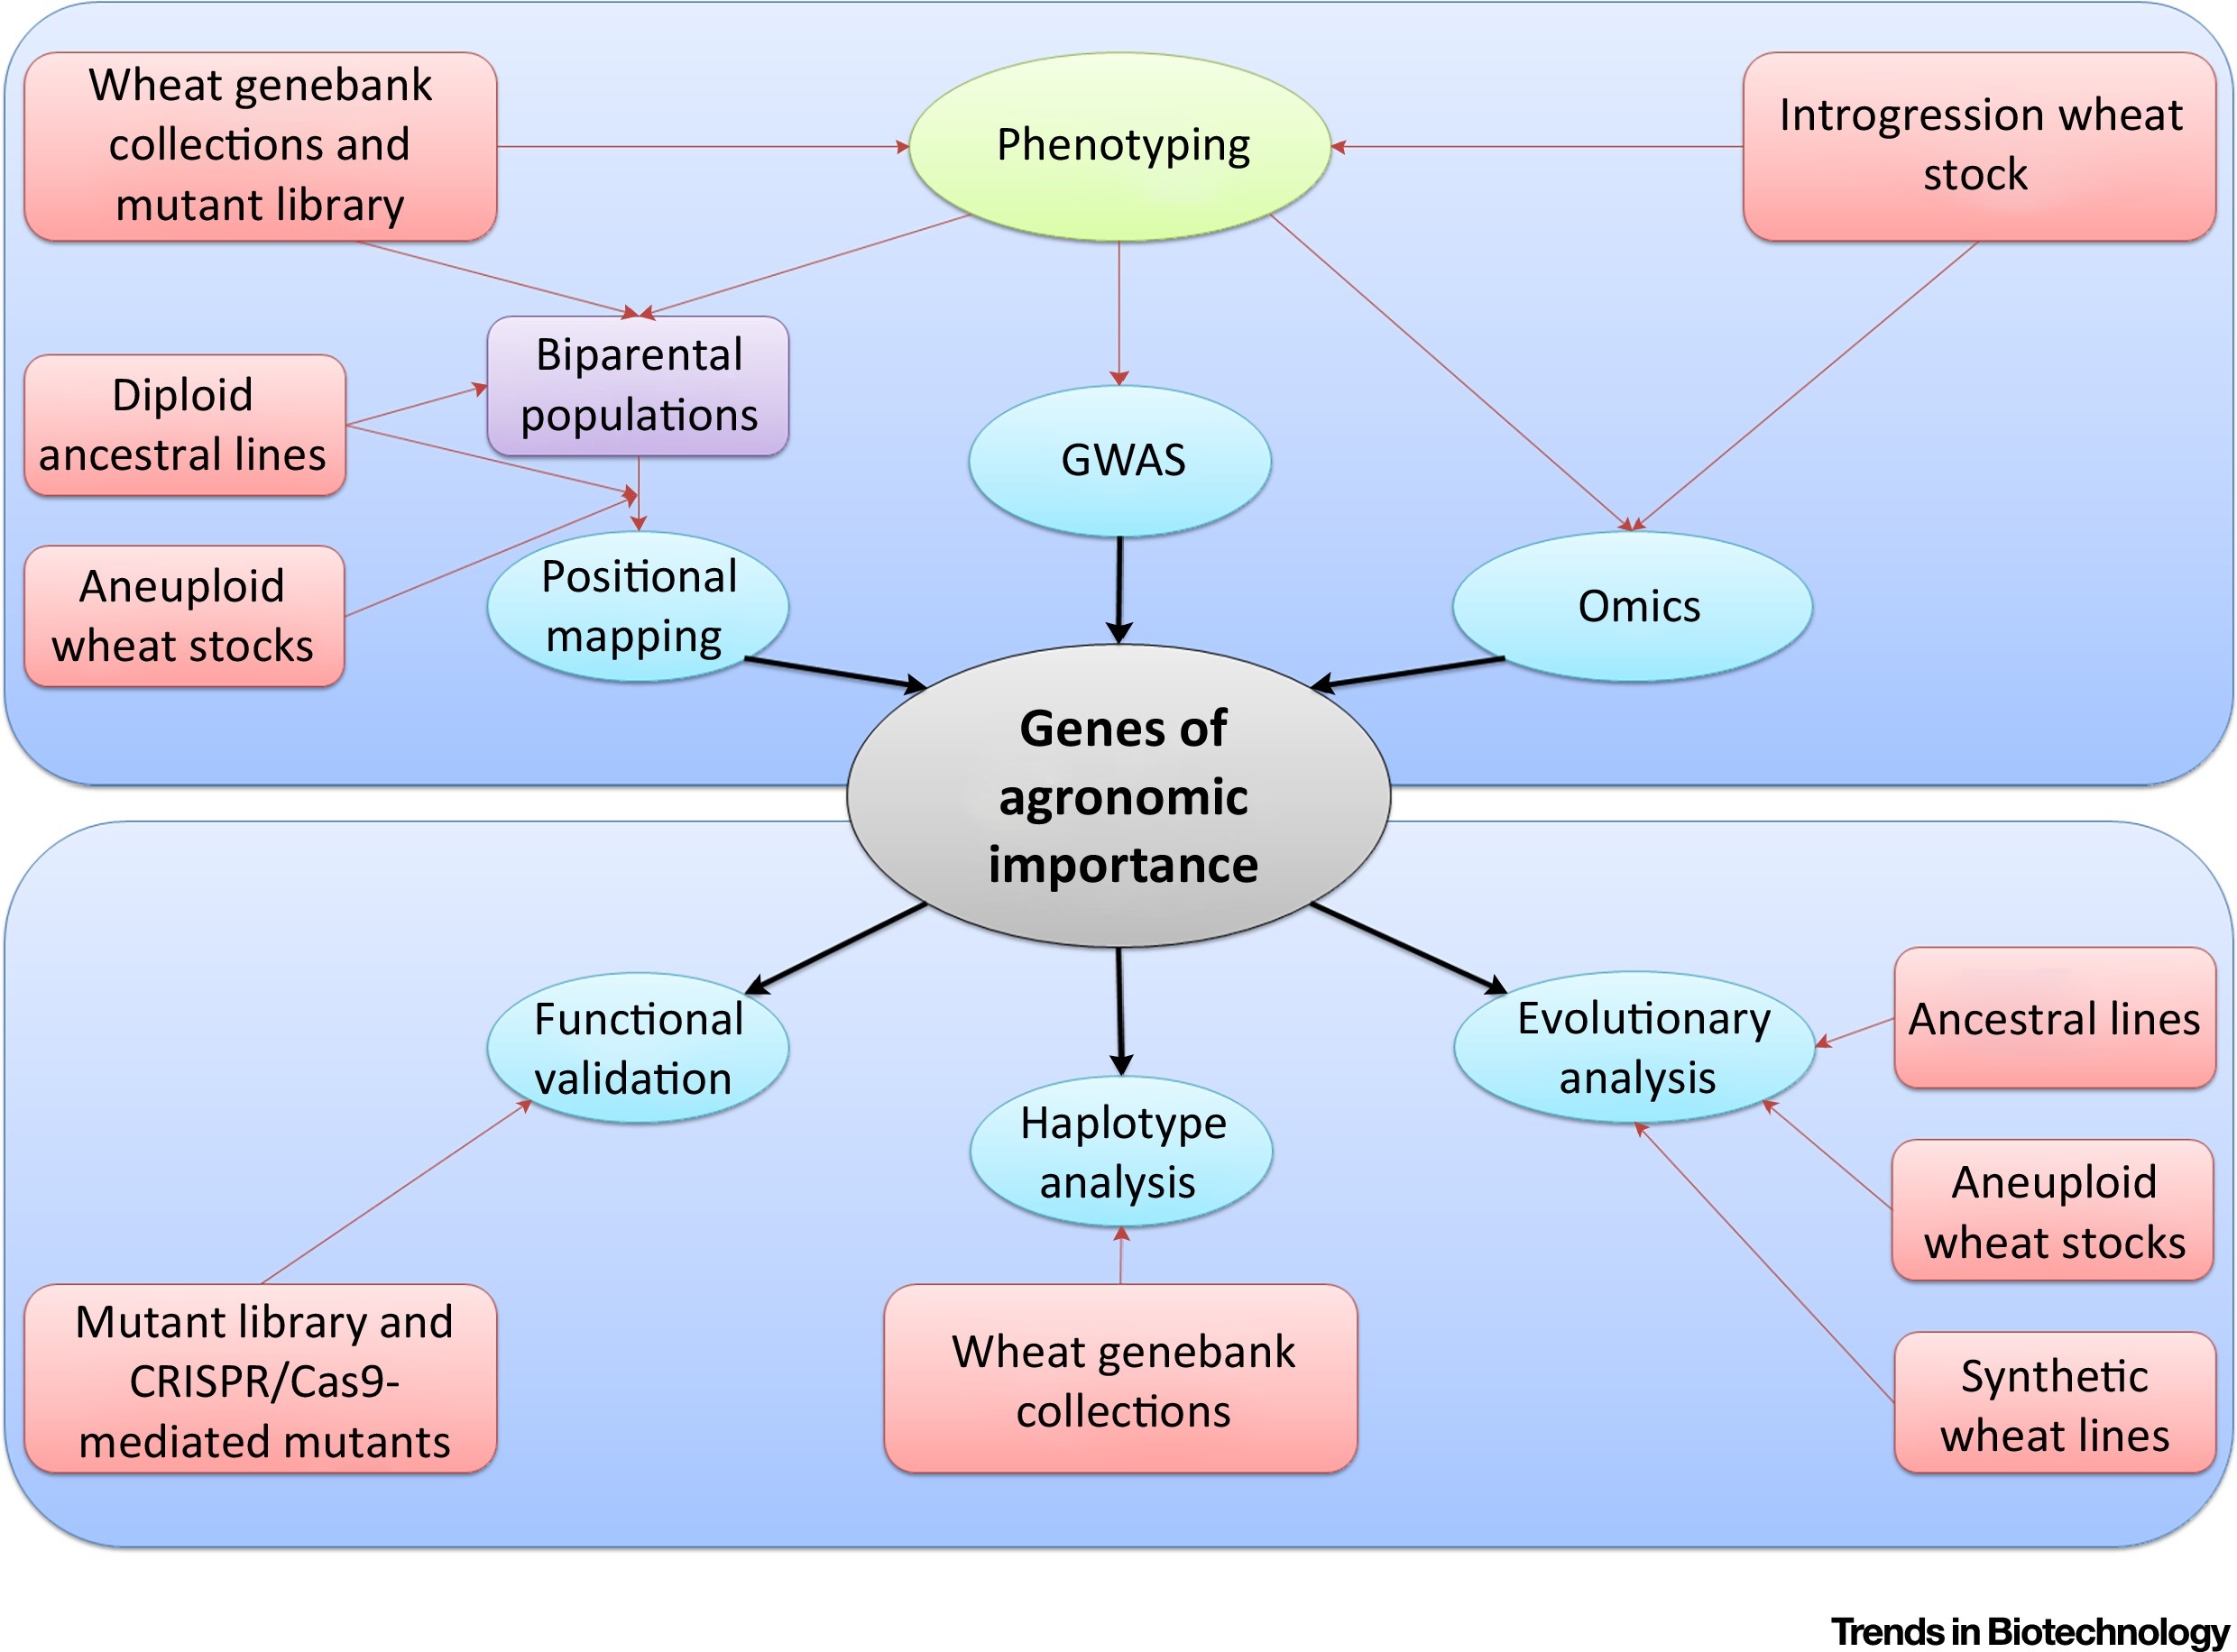 Wheat genebank
collections and
mutant library
Phenotyping
Introgression wheat
stock
Diploid
ancestral lines
Biparental
populations
GWAS
Aneuploid
wheat stocks
Positional
mapping
Omics
Genes of
agronomic
importance
Functional
validation
Haplotype
analysis
Evolutionary
analysis
Ancestral lines
Aneuploid
wheat stocks
Mutant library and
CRISPR/Cas9-
mediated mutants
Wheat genebank
collections
Synthetic
wheat lines
Trends in Biotechnology